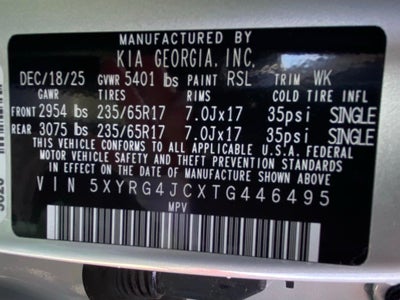 MANUFACTURED BY
KIA GEORGIA, INC.
DEC/18/25 GVWR 5401 lbs PAINT RSL TRIM WK
GAWR TIRES RIMS COLD TIRE INFL
FRONT 2954 lbs 235/65R17 7.0Jx17 35psi SINGLE
REAR 3075 lbs 235/65R17 7.0Jx17 35psi SINGLE
THIS VEHICLE CONFORMS TO ALL APPLICABLE U.S.A. FEDERAL
MOTOR VEHICLE SAFETY AND THEFT PREVENTION STANDARDS
IN EFFECT ON THE DATE OF MANUFACTURE SHOWN ABOVE.
VIN 5XYRG4JCXTG446495
MPV